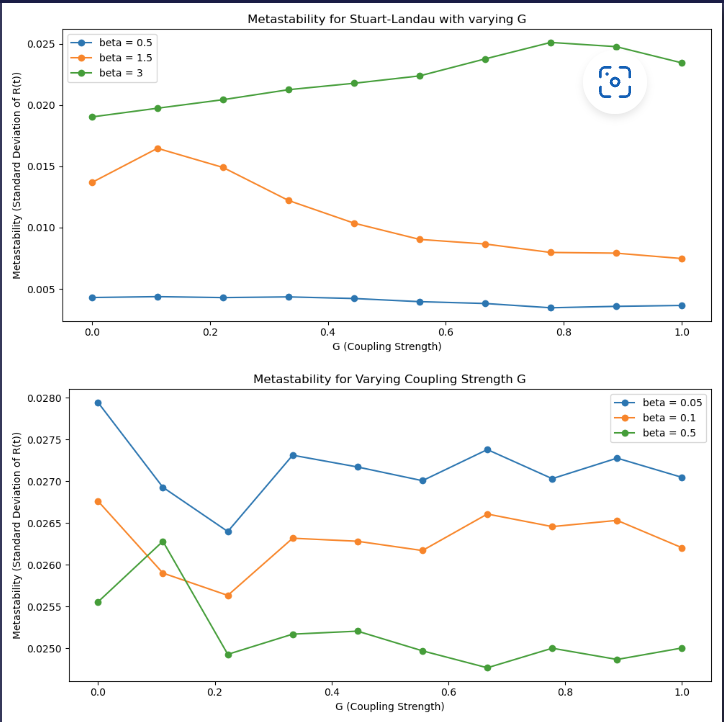 Metastability for Stuart-Landau with varying G
beta = 0.5
beta = 1.5
beta = 3
Metastability (Standard Deviation of R(t))
0.025
0.020
0.015
0.010
0.005
0.0
0.2
0.4
0.6
0.8
1.0
G (Coupling Strength)
Metastability for Varying Coupling Strength G
beta = 0.05
beta = 0.1
beta = 0.5
Metastability (Standard Deviation of R(t))
0.0280
0.0275
0.0270
0.0265
0.0260
0.0255
0.0250
0.0
0.2
0.4
0.6
0.8
1.0
G (Coupling Strength)